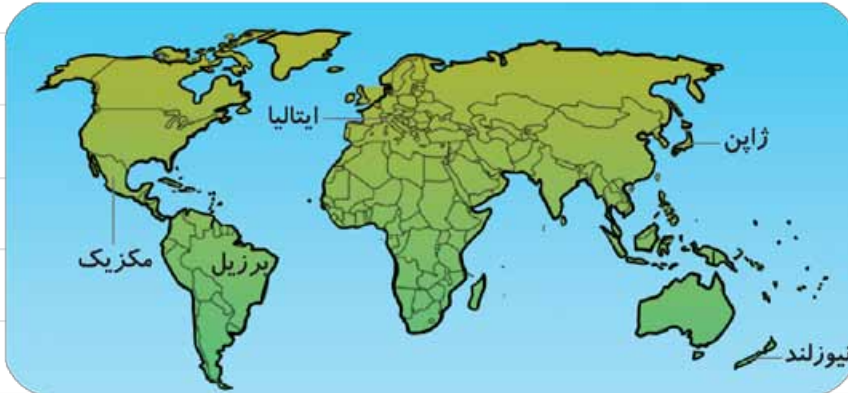 ایتالیا
ژاپن
مکزیک
برزیل
نیوزلند